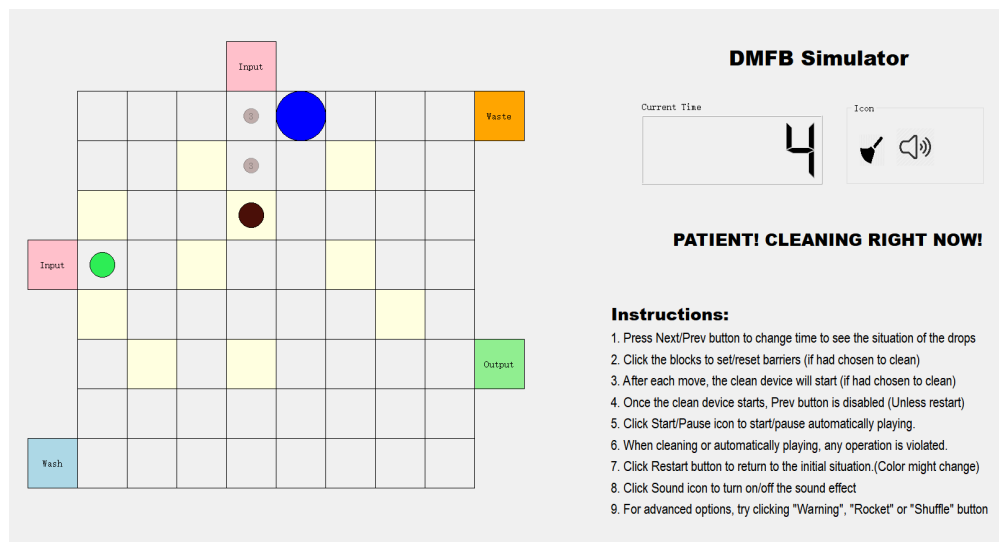 DMFB Simulator
Input
3
Waste
Current Time
4
Icon
3
PATIENT! CLEANING RIGHT NOW!
Input
Instructions:
1. Press Next/Prev button to change time to see the situation of the drops
2. Click the blocks to set/reset barriers (if had chosen to clean)
3. After each move, the clean device will start (if had chosen to clean)
4. Once the clean device starts, Prev button is disabled (Unless restart)
5. Click Start/Pause icon to start/pause automatically playing.
6. When cleaning or automatically playing, any operation is violated.
7. Click Restart button to return to the initial situation.(Color might change)
8. Click Sound icon to turn on/off the sound effect
9. For advanced options, try clicking "Warning", "Rocket" or "Shuffle" button
Output
Wash